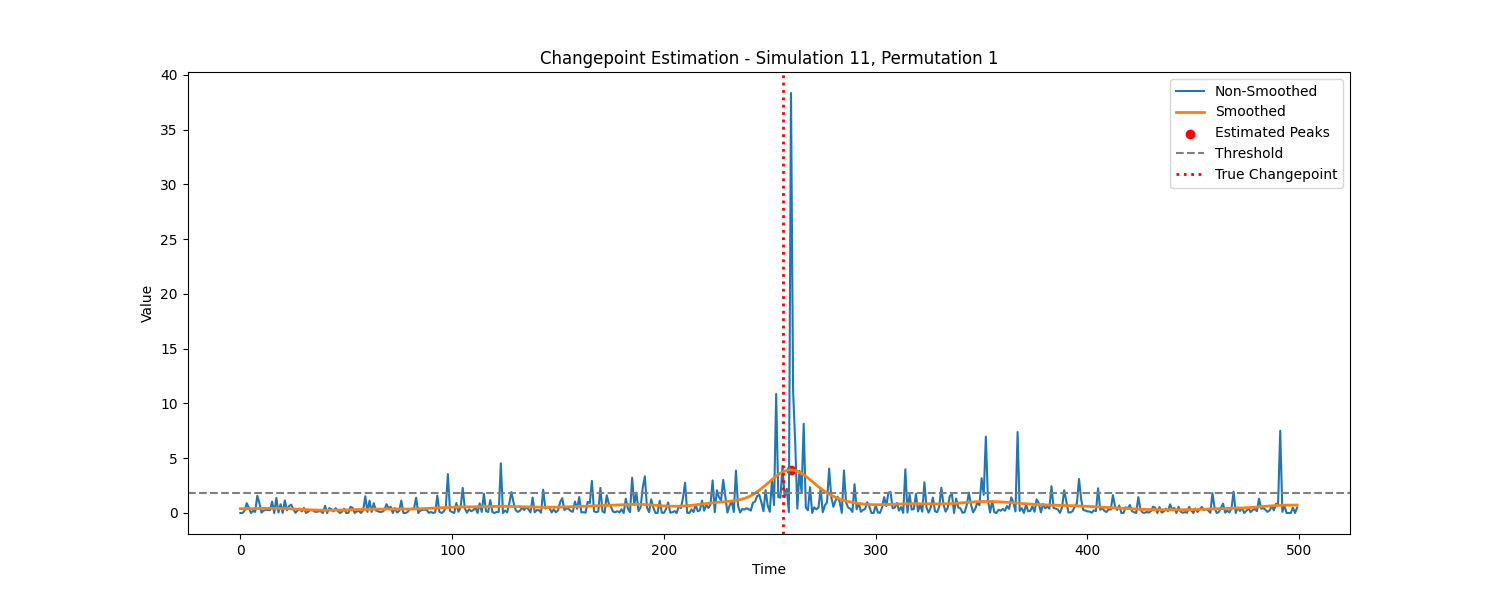 Changepoint Estimation - Simulation 11, Permutation 1
40
35
30
25
20
15
10
5
0
Value
0 100 200 300 400 500
Time
Non-Smoothed
Smoothed
Estimated Peaks
Threshold
True Changepoint